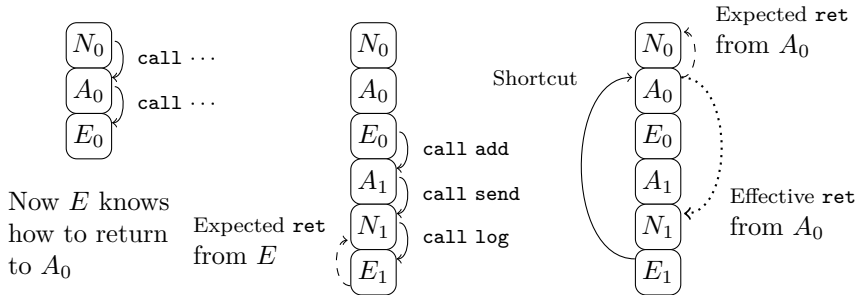 N₀
call ···
A₀
call ···
E₀
Now E knows
how to return
to A₀
N₀
A₀
E₀
call add
A₁
call send
N₁
call log
E₁
Expected ret
from E
N₀
Expected ret
from A₀
Shortcut
A₀
E₀
A₁
N₁
Effective ret
from A₀
E₁